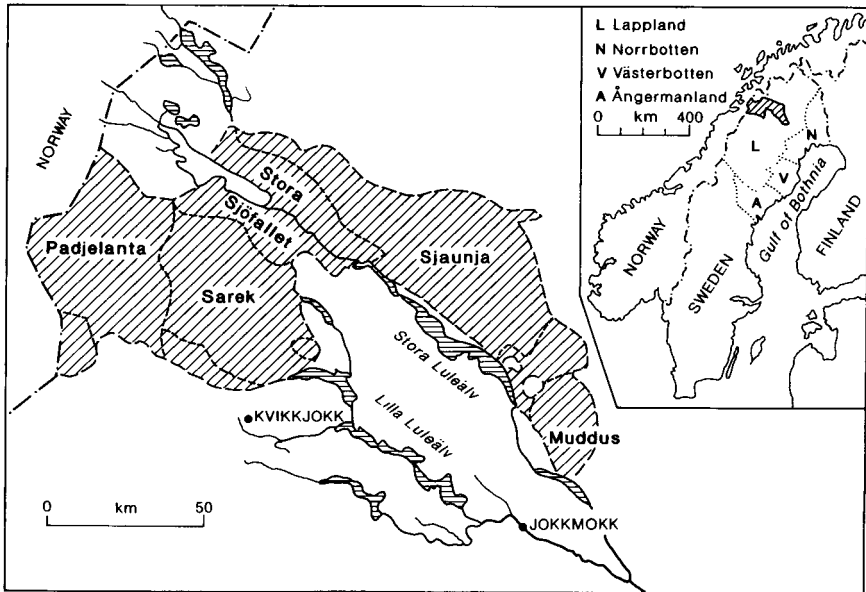 NORWAY
Padjelanta
Stora
Sjöfallet
Sarek
Sjaunja
Stora Luleälv
Lilla Luleälv
Muddus
KVIKKJOKK
JOKKMOKK
0 50
km
L Lappland
N Norrbotten
V Västerbotten
A Ångermanland
0 km 400
L
N
V
A
Gulf of Bothnia
NORWAY
SWEDEN
FINLAND